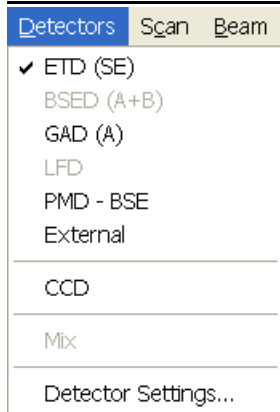 Detectors Scan Beam
✓ ETD (SE)
BSED (A+B)
GAD (A)
LFD
PMD - BSE
External
CCD
Mix
Detector Settings...